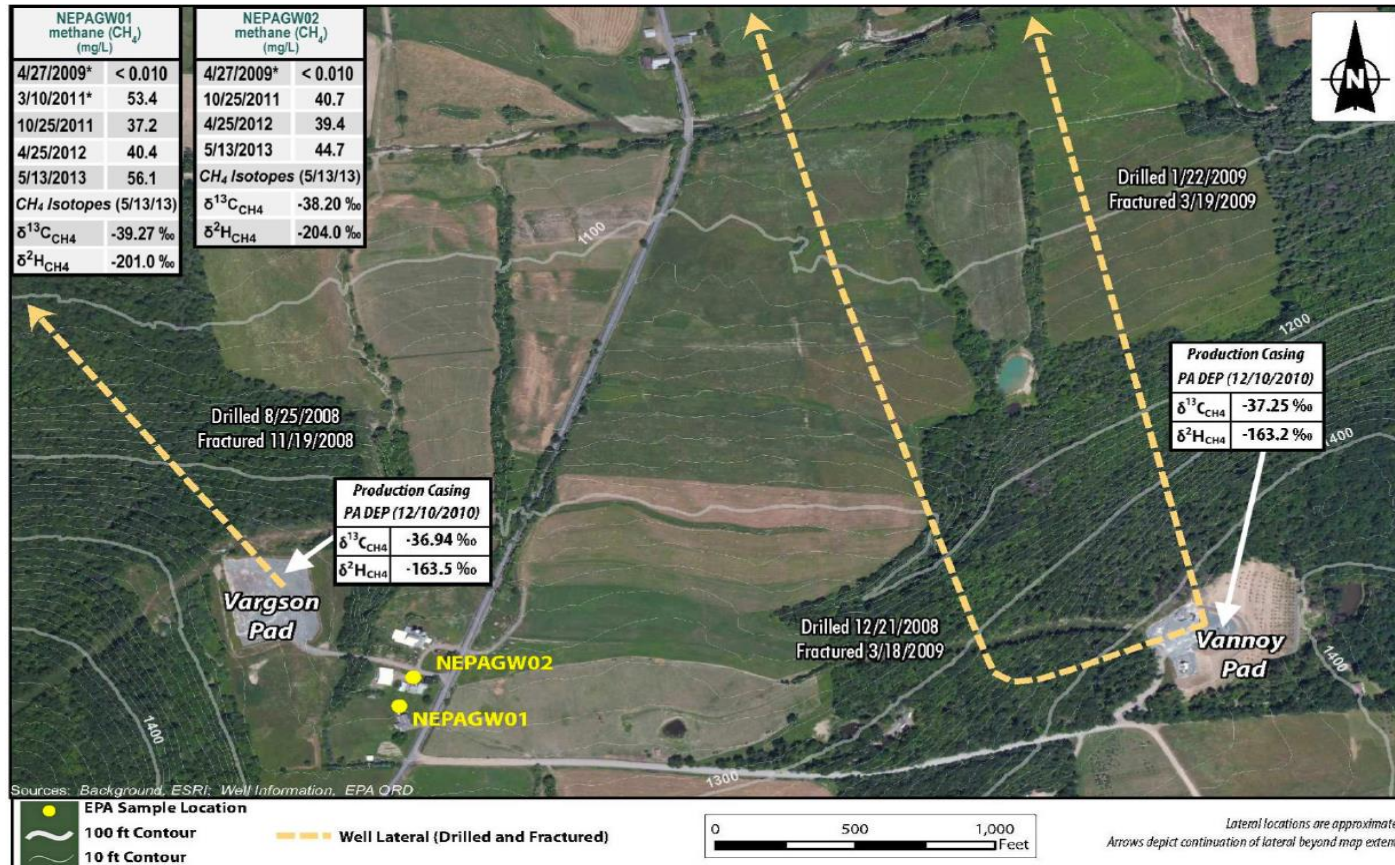 NEPAGW01
methane (CH4)
(mg/L)
4/27/2009* < 0.010
3/10/2011* 53.4
10/25/2011 37.2
4/25/2012 40.4
5/13/2013 56.1
CH4 Isotopes (5/13/13)
δ13CCH4 -39.27 ‰
δ2HCH4 -201.0 ‰
NEPAGW02
methane (CH4)
(mg/L)
4/27/2009* < 0.010
10/25/2011 40.7
4/25/2012 39.4
5/13/2013 44.7
CH4 Isotopes (5/13/13)
δ13CCH4 -38.20 ‰
δ2HCH4 -204.0 ‰
N
Drilled 1/22/2009
Fractured 3/19/2009
1100
1200
Production Casing
PA DEP (12/10/2010)
δ13CCH4 -37.25 ‰
δ2HCH4 -163.2 ‰
1400
Drilled 8/25/2008
Fractured 11/19/2008
Production Casing
PA DEP (12/10/2010)
δ13CCH4 -36.94 ‰
δ2HCH4 -163.5 ‰
Vargson
Pad
Drilled 12/21/2008
Fractured 3/18/2009
Vannoy
Pad
1400
NEPAGW02
NEPAGW01
1400
1300
Sources: Background, ESRI; Well Information, EPA ORD
EPA Sample Location
100 ft Contour
10 ft Contour
Well Lateral (Drilled and Fractured)
0 500 1,000
Feet
Lateral locations are approximate
Arrows depict continuation of lateral beyond map extent